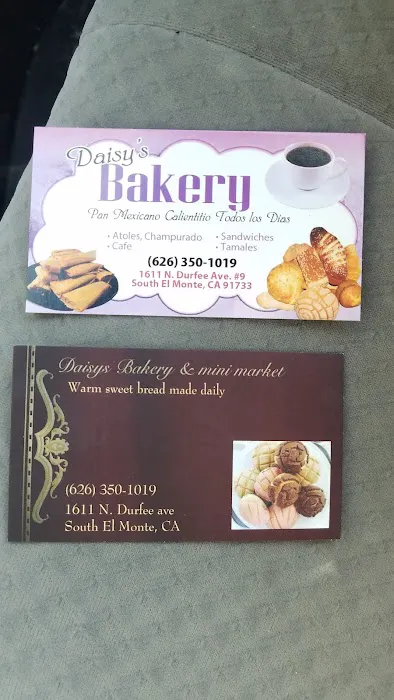 Daisy's
Bakery
Pan Mexicano Calientitio Todos los Dias
· Atoles, Champurado · Sandwiches
· Cafe · Tamales
(626) 350-1019
1611 N. Durfee Ave. #9
South El Monte, CA 91733
Daisys Bakery & mini market
Warm sweet bread made daily
(626) 350-1019
1611 N. Durfee ave
South El Monte, CA